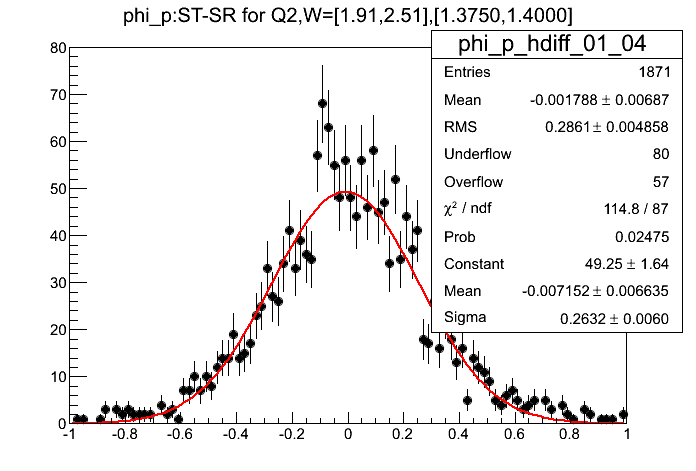 phi_p:ST-SR for Q2,W=[1.91,2.51],[1.3750,1.4000]
phi_p_hdiff_01_04
Entries 1871
Mean -0.001788 ± 0.00687
RMS 0.2861 ± 0.004858
Underflow 80
Overflow 57
χ² / ndf 114.8 / 87
Prob 0.02475
Constant 49.25 ± 1.64
Mean -0.007152 ± 0.006635
Sigma 0.2632 ± 0.0060
80
70
60
50
40
30
20
10
0
-1 -0.8 -0.6 -0.4 -0.2 0 0.2 0.4 0.6 0.8 1